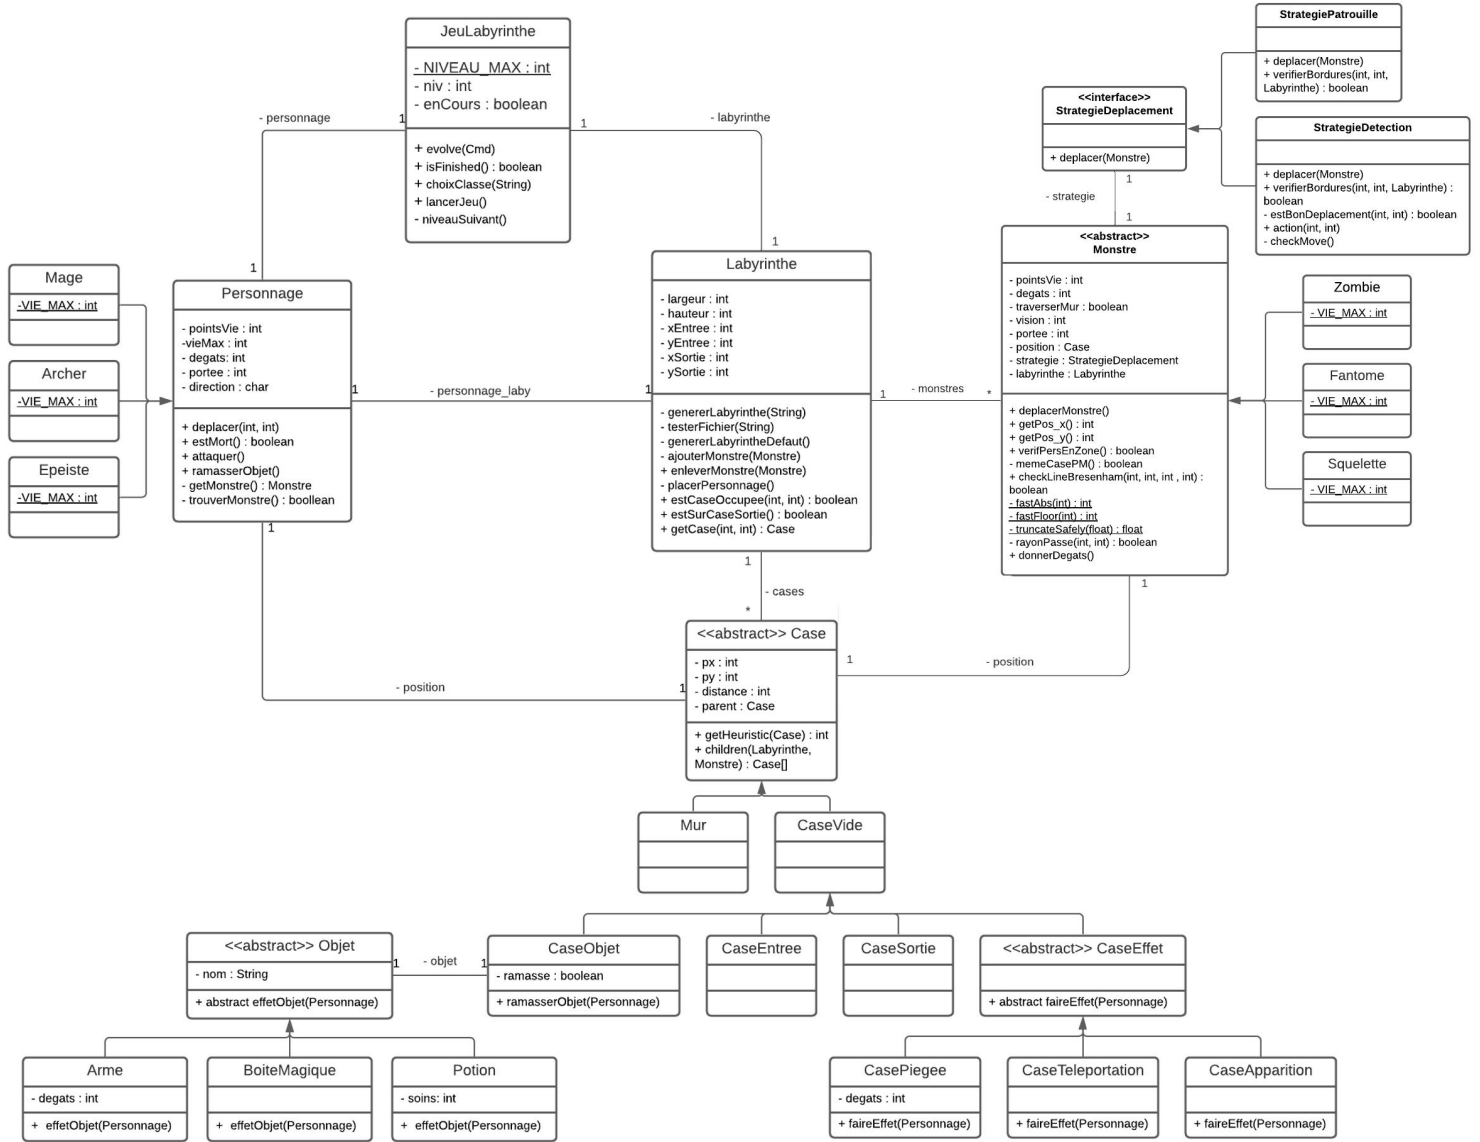 JeuLabyrinthe
- NIVEAU_MAX : int
- niv : int
- enCours : boolean
+ evolve(Cmd)
+ isFinished() : boolean
+ choixClasse(String)
+ lancerJeu()
- niveauSuivant()
- personnage
1
1
1
- labyrinthe
1
StrategiePatrouille
+ deplacer(Monstre)
+ verifierBordures(int, int,
Labyrinthe) : boolean
<<interface>>
StrategieDeplacement
+ deplacer(Monstre)
StrategieDetection
+ deplacer(Monstre)
+ verifierBordures(int, int, Labyrinthe) :
boolean
- estBonDeplacement(int, int) : boolean
+ action(int, int)
- checkMove()
1
- strategie
1
Mage
-VIE_MAX : int
Archer
-VIE_MAX : int
Epeiste
-VIE_MAX : int
Personnage
- pointsVie : int
-vieMax : int
- degats: int
- portee : int
- direction : char
+ deplacer(int, int)
+ estMort() : boolean
+ attaquer()
+ ramasserObjet()
- getMonstre() : Monstre
- trouverMonstre() : boollean
1
- personnage_laby
1
Labyrinthe
- largeur : int
- hauteur : int
- xEntree : int
- yEntree : int
- xSortie : int
- ySortie : int
- genererLabyrinthe(String)
- testerFichier(String)
- genererLabyrintheDefaut()
- ajouterMonstre(Monstre)
+ enleverMonstre(Monstre)
- placerPersonnage()
+ estCaseOccupee(int, int) : boolean
+ estSurCaseSortie() : boolean
+ getCase(int, int) : Case
1
- monstres
*
<<abstract>>
Monstre
- pointsVie : int
- degats : int
- traverserMur : boolean
- vision : int
- portee : int
- position : Case
- strategie : StrategieDeplacement
- labyrinthe : Labyrinthe
+ deplacerMonstre()
+ getPos_x() : int
+ getPos_y() : int
+ verifPersEnZone() : boolean
- memeCasePM() : boolean
+ checkLineBresenham(int, int, int , int) :
boolean
- fastAbs(int) : int
- fastFloor(int) : int
- truncateSafely(float) : float
- rayonPasse(int, int) : boolean
+ donnerDegats()
Zombie
- VIE_MAX : int
Fantome
- VIE_MAX : int
Squelette
- VIE_MAX : int
1
- position
1
1
- cases
*
1
- position
1
<<abstract>> Case
- px : int
- py : int
- distance : int
- parent : Case
+ getHeuristic(Case) : int
+ children(Labyrinthe,
Monstre) : Case[]
Mur
CaseVide
<<abstract>> Objet
- nom : String
+ abstract effetObjet(Personnage)
1
- objet
1
CaseObjet
- ramasse : boolean
+ ramasserObjet(Personnage)
CaseEntree
CaseSortie
<<abstract>> CaseEffet
+ abstract faireEffet(Personnage)
Arme
- degats : int
+ effetObjet(Personnage)
BoiteMagique
+ effetObjet(Personnage)
Potion
- soins: int
+ effetObjet(Personnage)
CasePiegee
- degats : int
+ faireEffet(Personnage)
CaseTeleportation
+ faireEffet(Personnage)
CaseApparition
+ faireEffet(Personnage)